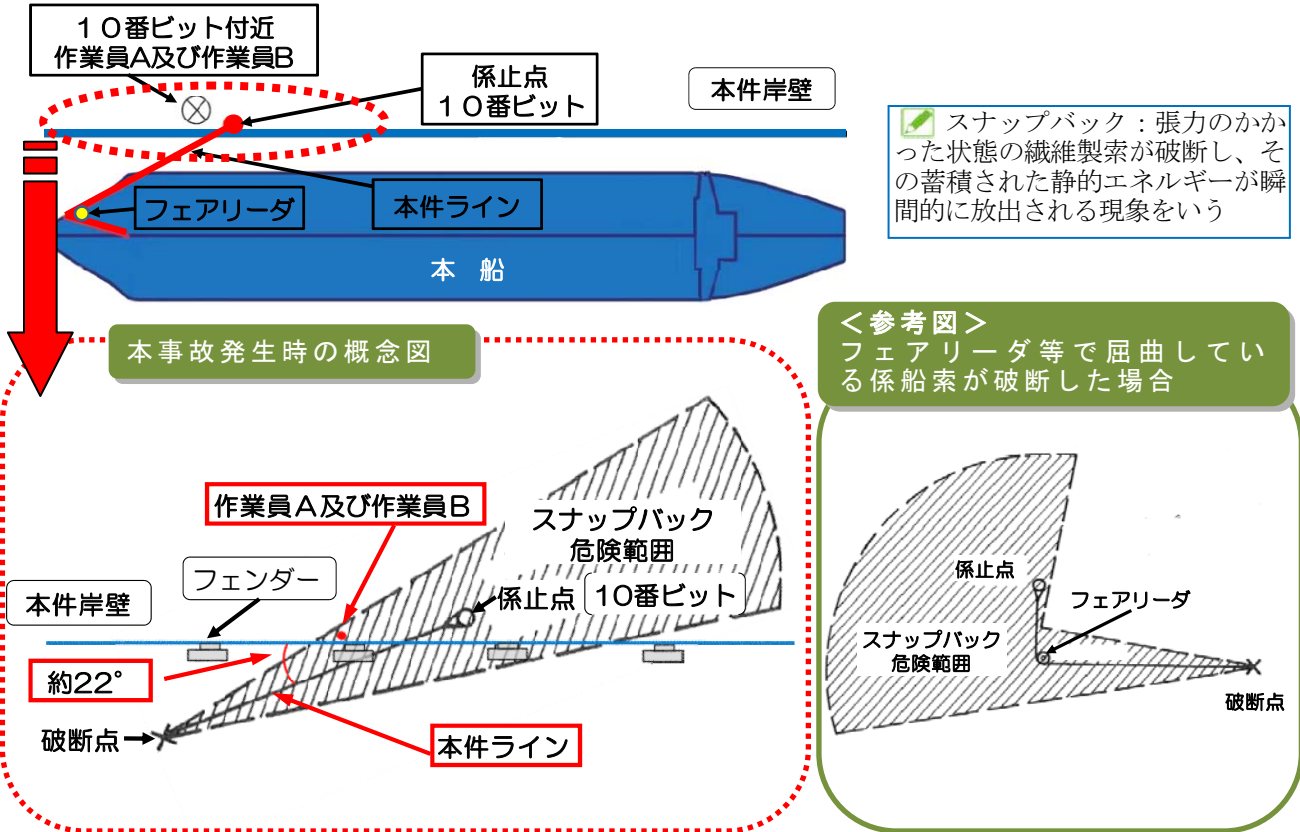 １０番ビット付近
作業員A及び作業員B
係止点
１０番ビット
本件岸壁
フェアリーダ
本件ライン
本　船
スナップバック：張力のかか
った状態の繊維製索が破断し、そ
の蓄積された静的エネルギーが瞬
間的に放出される現象をいう
本事故発生時の概念図
作業員A及び作業員B
スナップバック
危険範囲
フェンダー
係止点
10番ビット
本件岸壁
約22°
破断点
本件ライン
＜参考図＞
フェアリーダ等で屈曲してい
る係船索が破断した場合
係止点
フェアリーダ
スナップバック
危険範囲
破断点